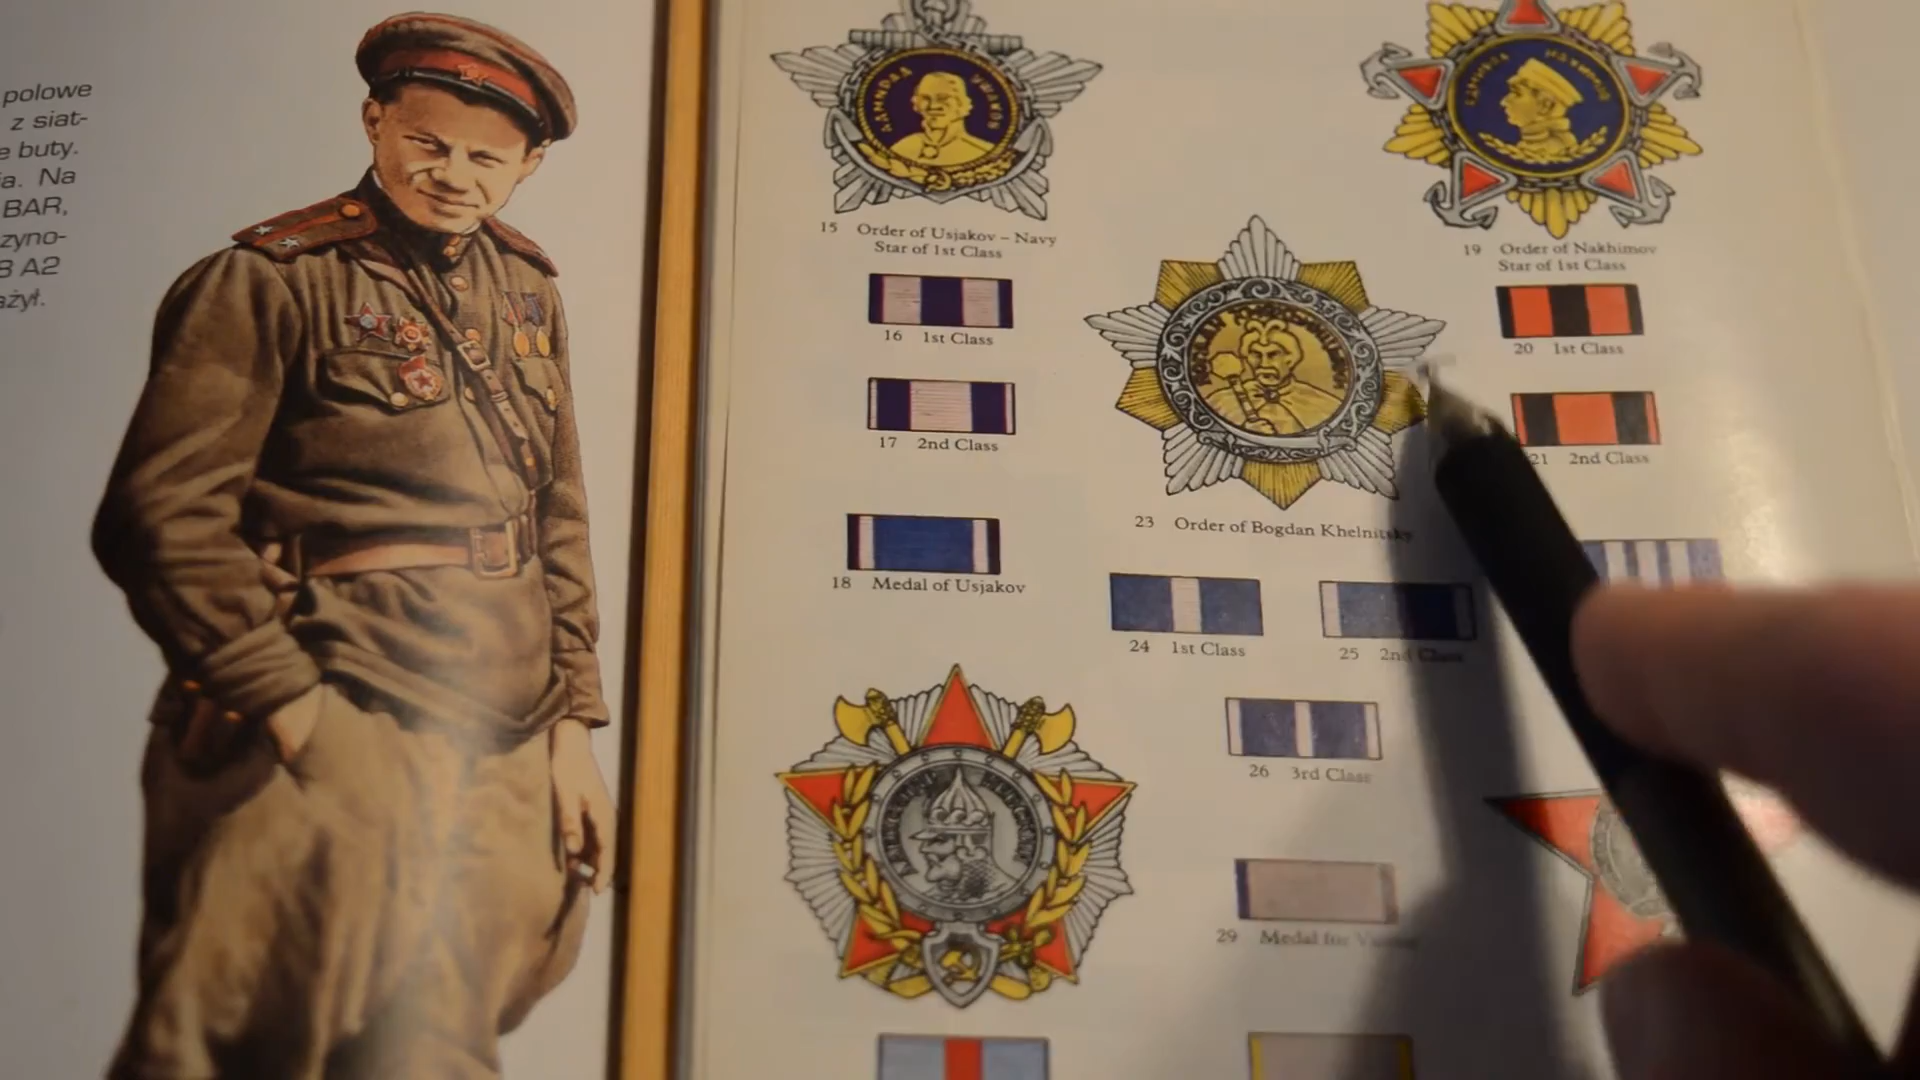 polowe
z siat-
e buty.
ia. Na
BAR,
zyno-
B A2
ażył.
15 Order of Usjakov – Navy
Star of 1st Class
16 1st Class
17 2nd Class
18 Medal of Usjakov
19 Order of Nakhimov
Star of 1st Class
20 1st Class
21 2nd Class
23 Order of Bogdan Khelnitsky
24 1st Class
25 2nd Class
26 3rd Class
29 Medal for